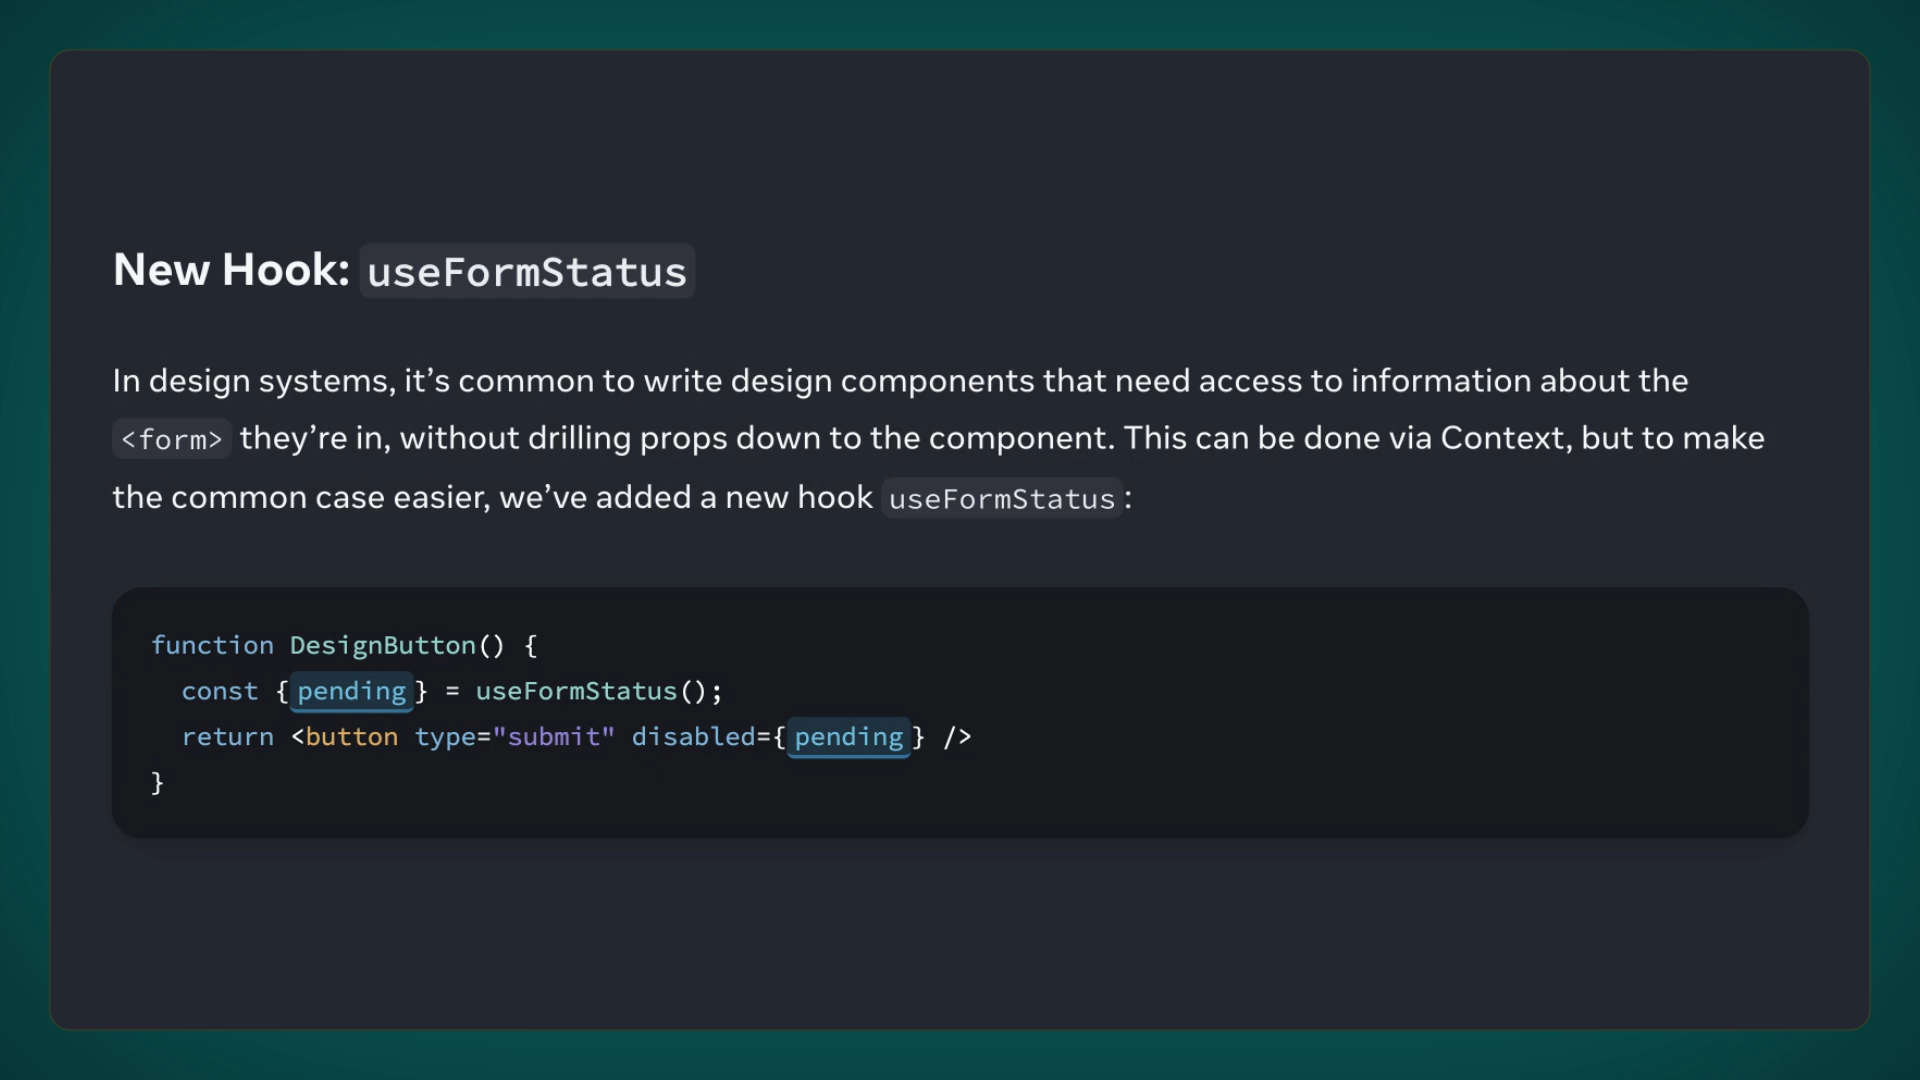 New Hook: useFormStatus
In design systems, it’s common to write design components that need access to information about the
<form> they’re in, without drilling props down to the component. This can be done via Context, but to make
the common case easier, we’ve added a new hook useFormStatus:
function DesignButton() {
  const {pending} = useFormStatus();
  return <button type="submit" disabled={pending} />
}